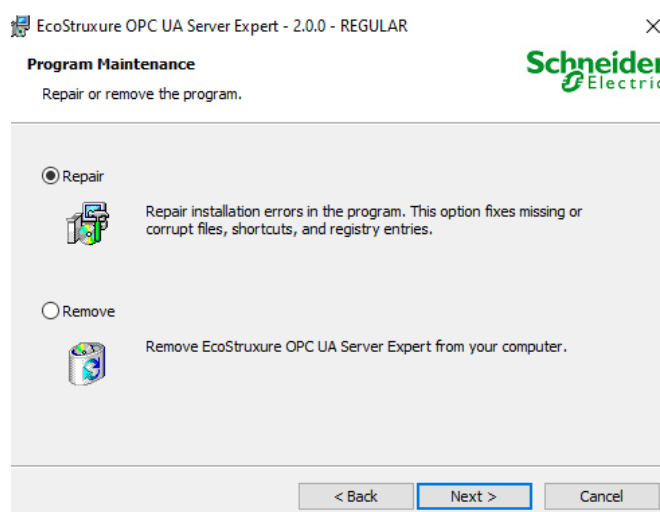 EcoStruxure OPC UA Server Expert - 2.0.0 - REGULAR
Program Maintenance
Repair or remove the program.
Schneider
Electric
Repair
Repair installation errors in the program. This option fixes missing or
corrupt files, shortcuts, and registry entries.
Remove
Remove EcoStruxure OPC UA Server Expert from your computer.
< Back
Next >
Cancel